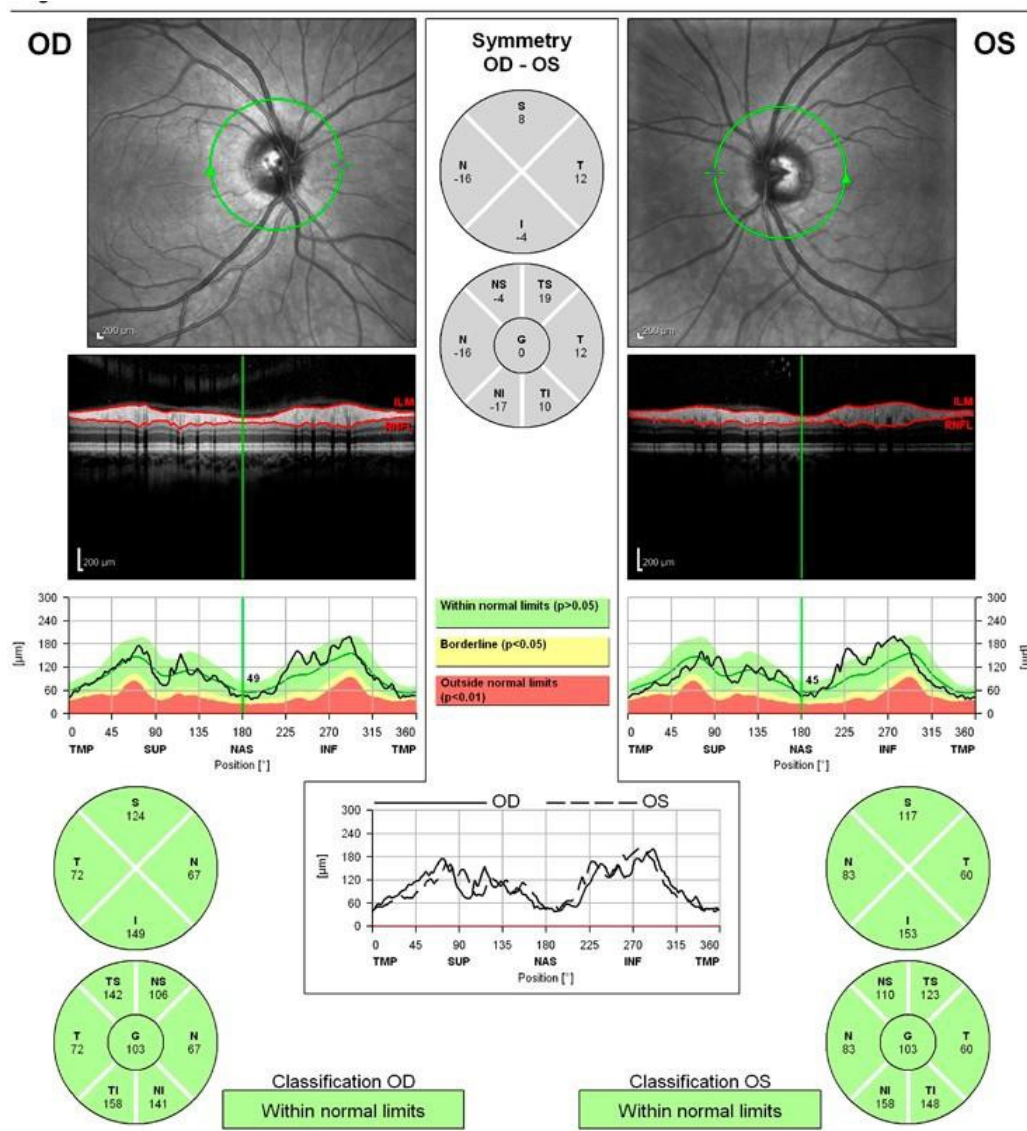 OD
Symmetry
OD - OS
OS
S
8
N
-16
T
12
I
-4
NS
-4
TS
19
N
-16
G
0
T
12
NI
-17
TI
10
200 µm
200 µm
ILM
RNFL
200 µm
ILM
RNFL
200 µm
Within normal limits (p>0.05)
Borderline (p<0.05)
Outside normal limits
(p<0.01)
300
240
180
120
60
0
[µm]
49
0 45 90 135 180 225 270 315 360
TMP SUP NAS INF TMP
Position [°]
300
240
180
120
60
0
[µm]
45
0 45 90 135 180 225 270 315 360
TMP SUP NAS INF TMP
Position [°]
S
124
T
72
N
67
I
149
OD OS
300
240
180
120
60
0
[µm]
0 45 90 135 180 225 270 315 360
TMP SUP NAS INF TMP
Position [°]
S
117
N
83
T
60
I
153
TS
142
NS
106
T
72
G
103
N
67
TI
158
NI
141
Classification OD
Within normal limits
Classification OS
Within normal limits
NS
110
TS
123
N
83
G
103
T
60
NI
158
TI
148